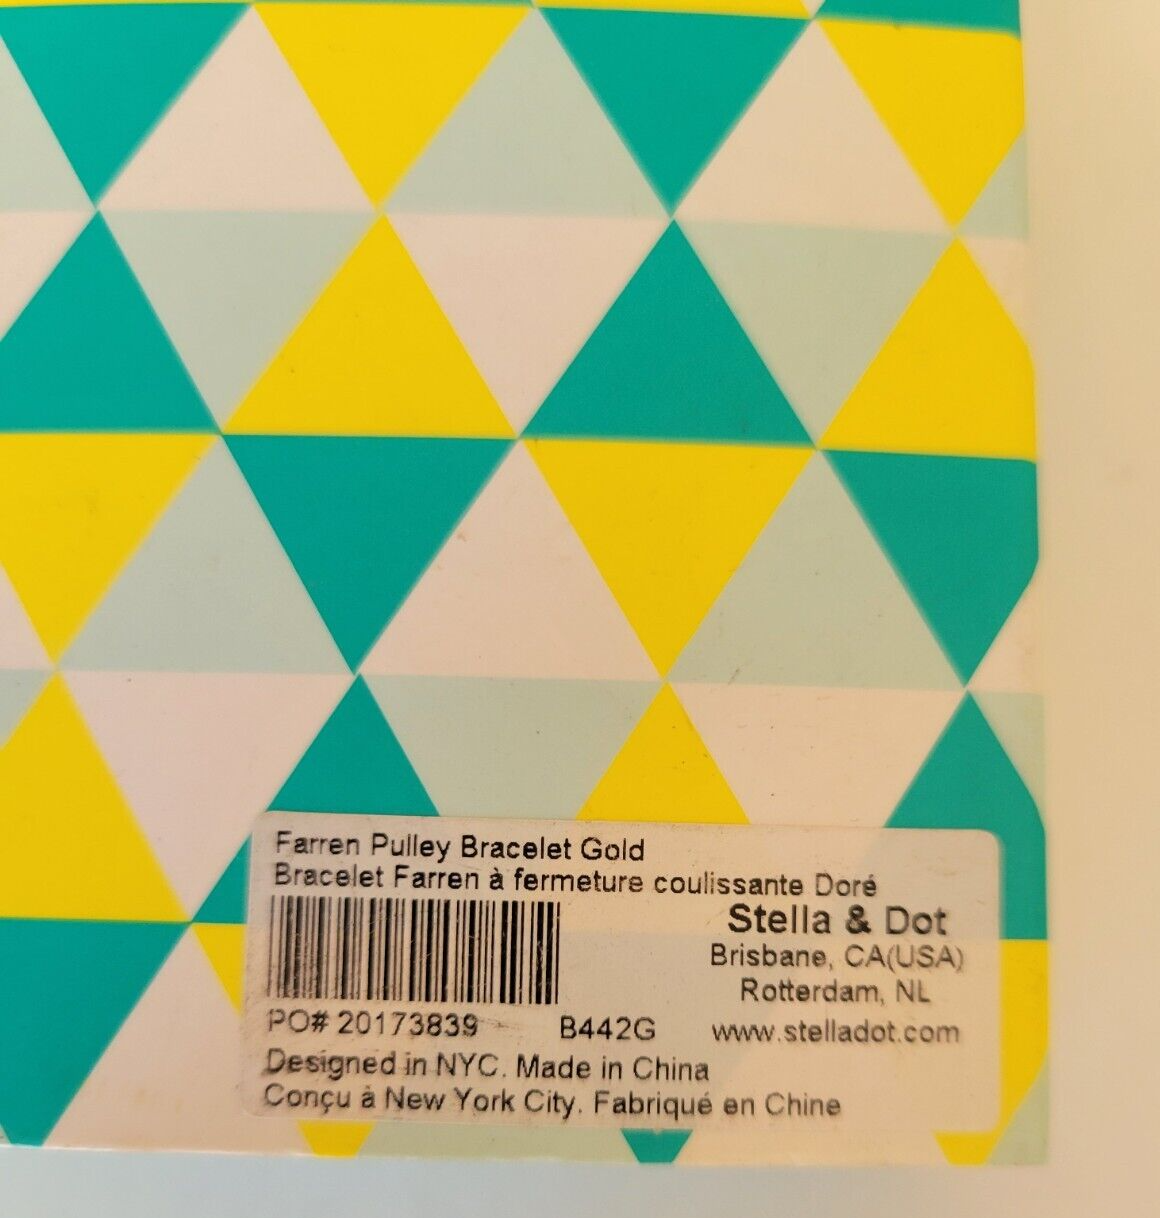 Farren Pulley Bracelet Gold
Bracelet Farren à fermeture coulissante Doré
Stella & Dot
Brisbane, CA(USA)
Rotterdam, NL
PO# 20173839 B442G www.stelladot.com
Designed in NYC. Made in China
Conçu à New York City. Fabriqué en Chine